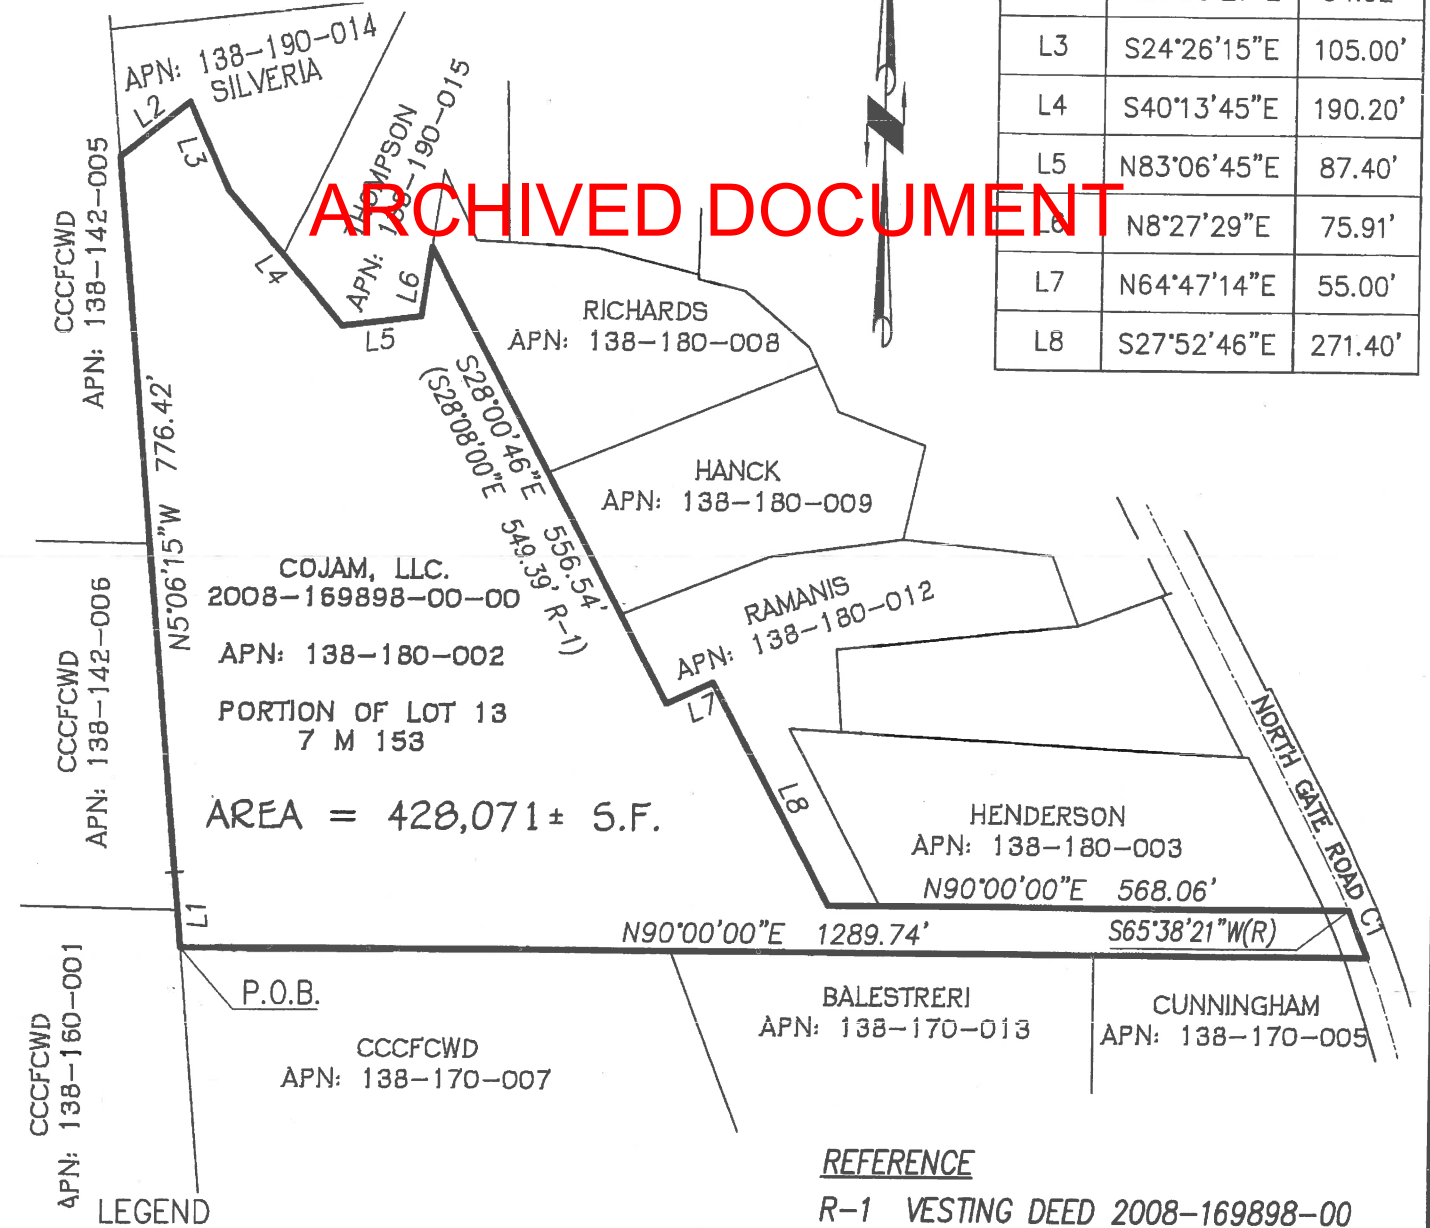 L3 S24°26'15"E 105.00'
L4 S40°13'45"E 190.20'
L5 N83°06'45"E 87.40'
L6 N8°27'29"E 75.91'
L7 N64°47'14"E 55.00'
L8 S27°52'46"E 271.40'
ARCHIVED DOCUMENT
APN: 138-190-014
SILVERIA
L2
L3
THOMPSON
APN: 138-190-015
L4
L5
L6
CCCFCWD
APN: 138-142-005
RICHARDS
APN: 138-180-008
S28°00'46"E 556.54'
(S28°08'00"E 549.39' R-1)
HANCK
APN: 138-180-009
N5°06'15"W 776.42'
COJAM, LLC.
2008-169898-00-00
APN: 138-180-002
PORTION OF LOT 13
7 M 153
AREA = 428,071± S.F.
RAMANIS
APN: 138-180-012
L7
L8
CCCFCWD
APN: 138-142-006
NORTH GATE ROAD
C1
HENDERSON
APN: 138-180-003
N90°00'00"E 568.06'
L1
N90°00'00"E 1289.74'
S65°38'21"W(R)
P.O.B.
CCCFCWD
APN: 138-160-001
CCCFCWD
APN: 138-170-007
BALESTRERI
APN: 138-170-013
CUNNINGHAM
APN: 138-170-005
REFERENCE
R-1 VESTING DEED 2008-169898-00
LEGEND